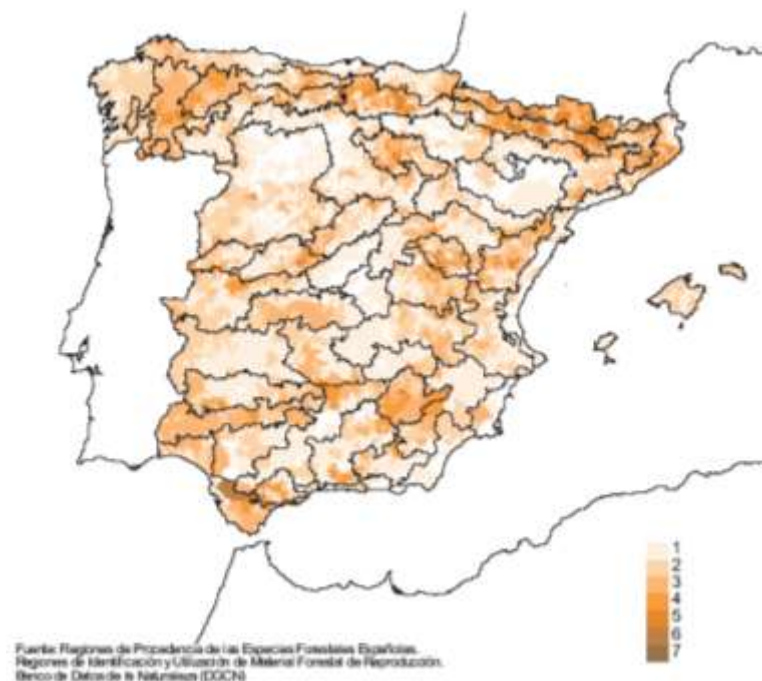 1
2
3
4
5
6
7
Fuente: Regiones de Procedencia de las Especies Forestales Españolas.
Regiones de Identificación y Utilización de Material Forestal de Reproducción.
Banco de Datos de la Naturaleza (DGCN)